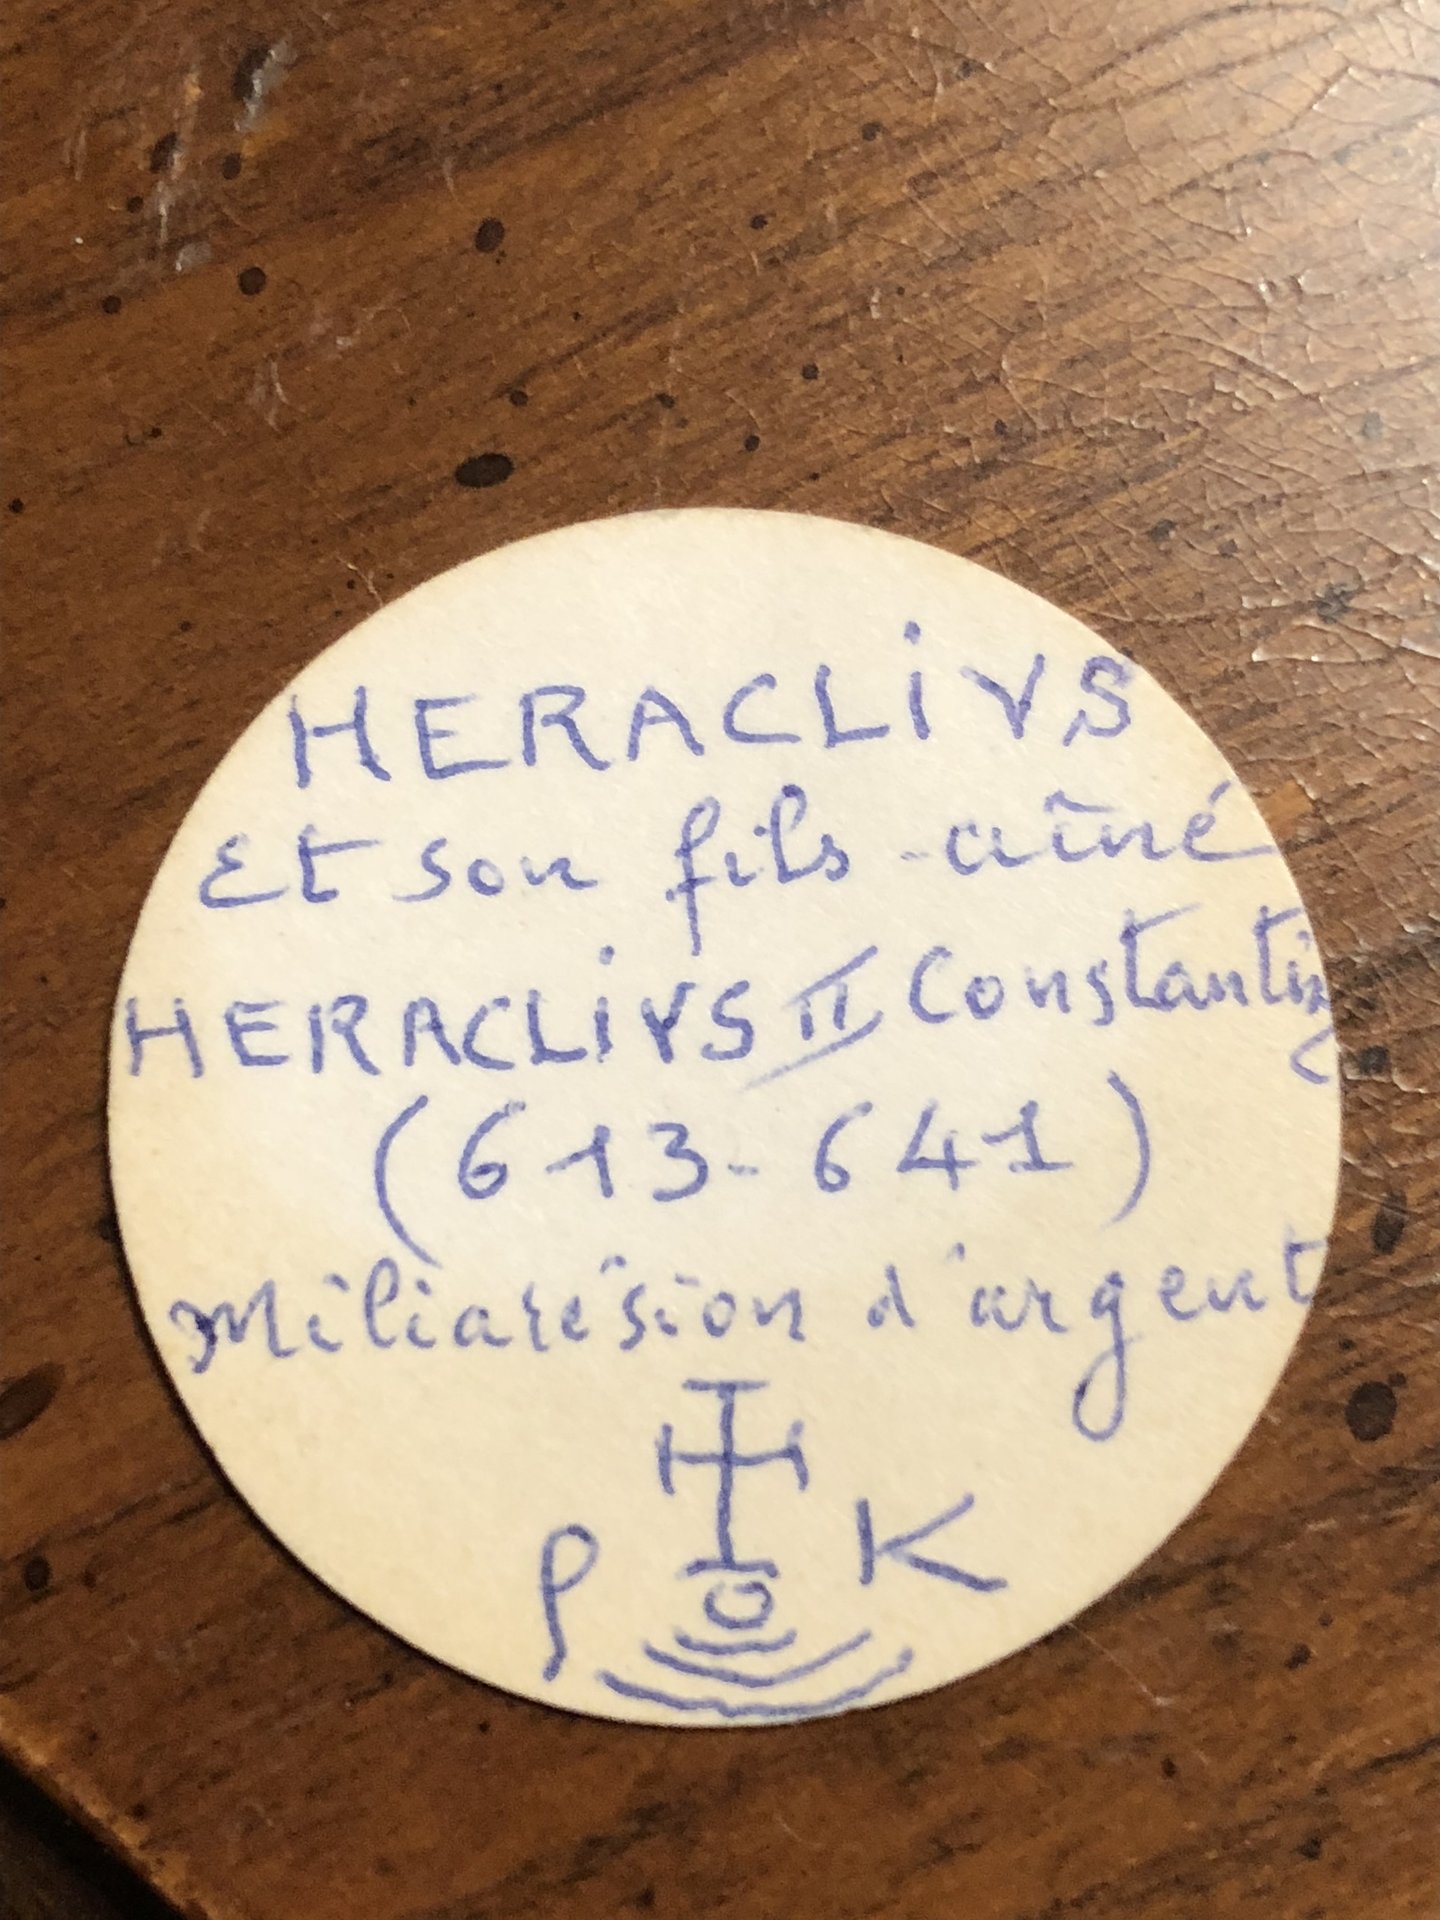 HERACLiVS
Et son fils aîné
HERACLiVS II Constantin
(613-641)
Miliarésion d'argent
ρ K